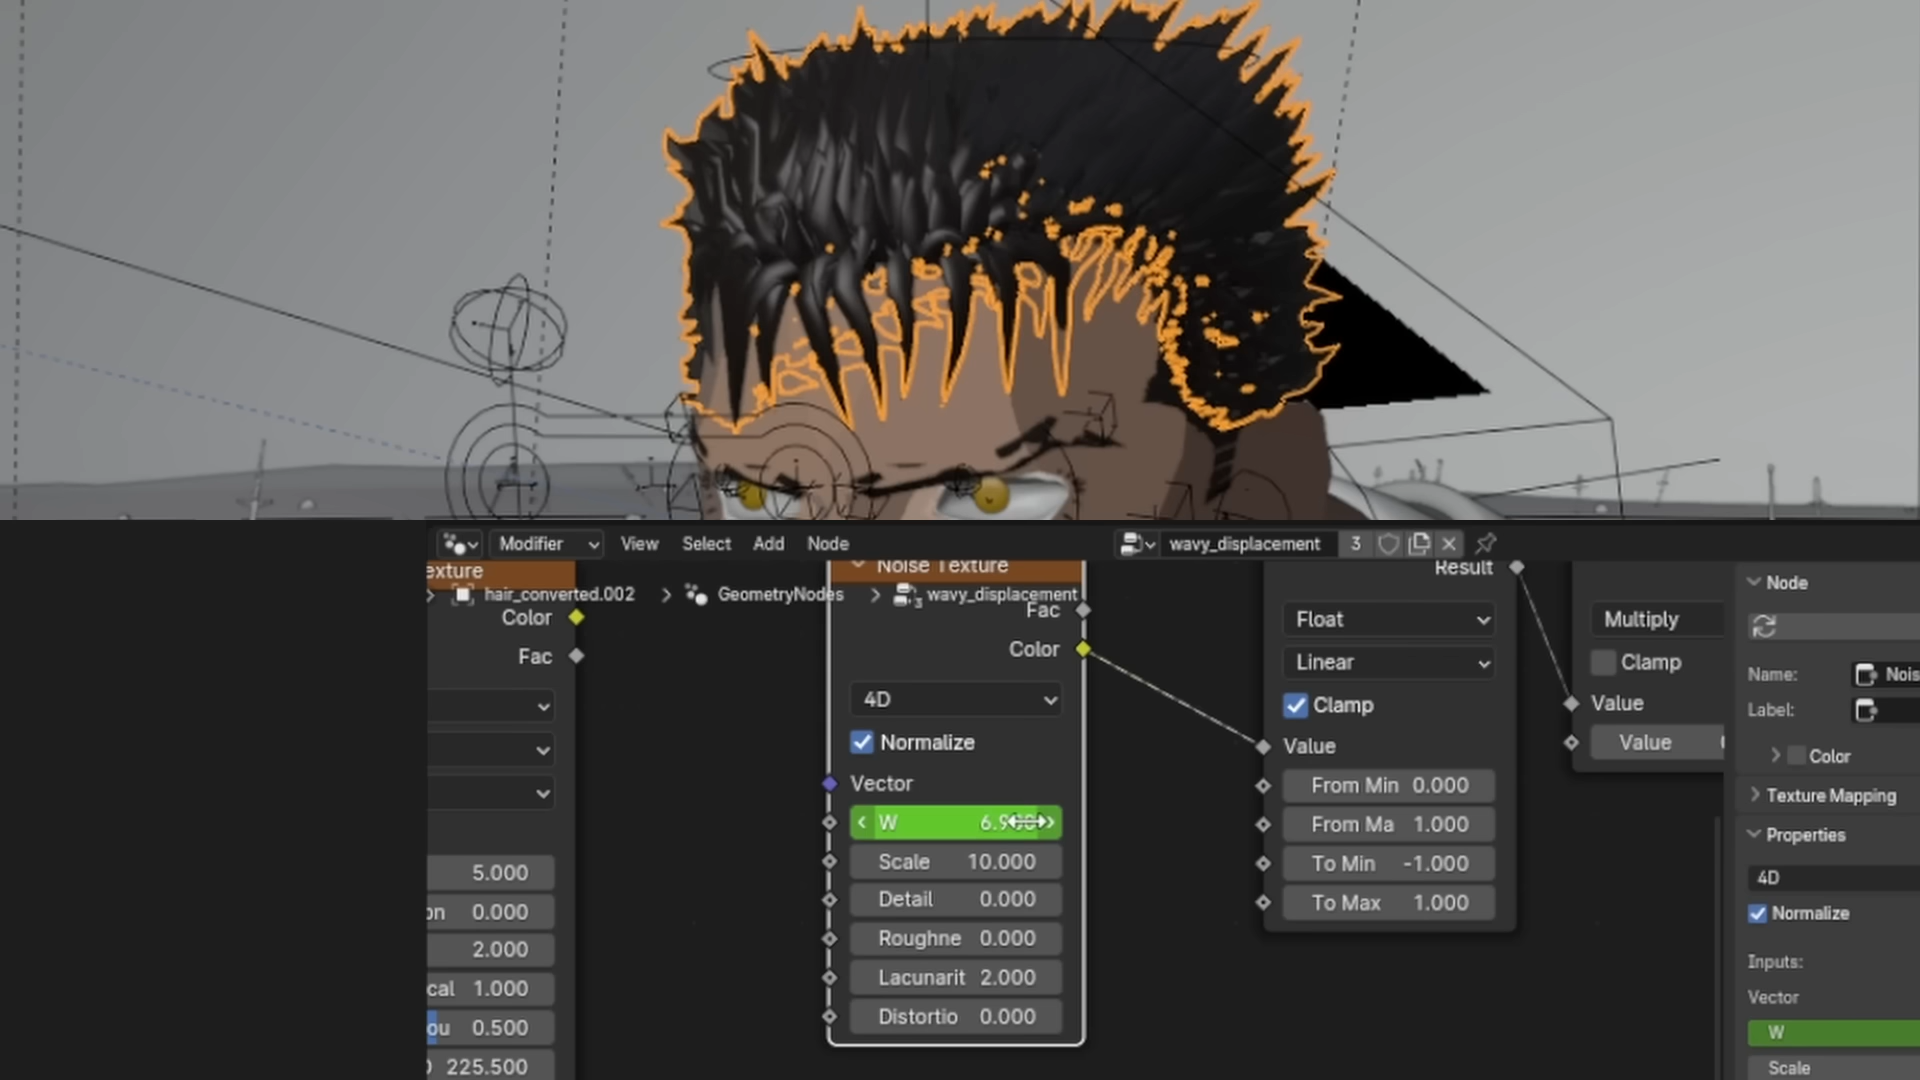 Modifier View Select Add Node wavy_displacement 3
exture
hair_converted.002 GeometryNodes wavy_displacement
Color
Fac
5.000
on 0.000
2.000
cal 1.000
ou 0.500
225.500
Noise Texture
Fac
Color
4D
Normalize
Vector
W
Scale 10.000
Detail 0.000
Roughne 0.000
Lacunarit 2.000
Distortio 0.000
Result
Float
Linear
Clamp
Value
From Min 0.000
From Ma 1.000
To Min -1.000
To Max 1.000
Multiply
Clamp
Value
Value
Node
Name: Nois
Label:
Color
Texture Mapping
Properties
4D
Normalize
Inputs:
Vector
W
Scale